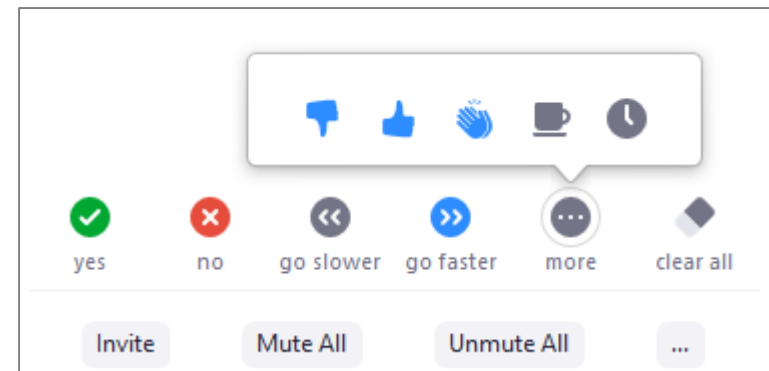 yes no go slower go faster more clear all
Invite Mute All Unmute All ...